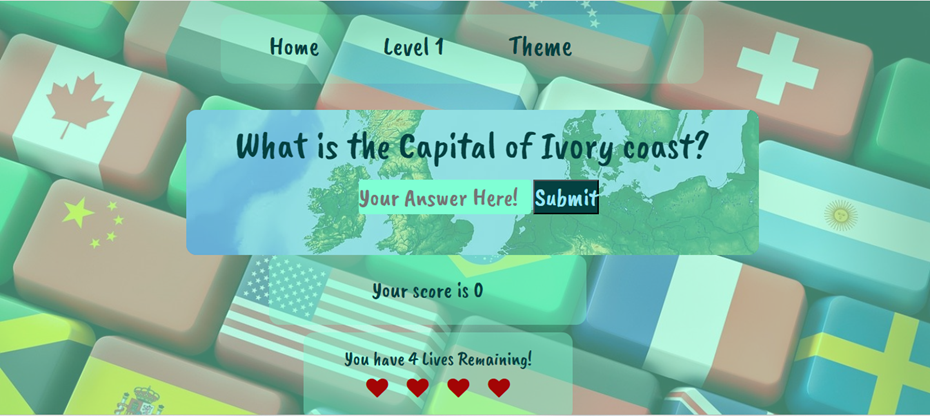 Home Level 1 Theme
What is the Capital of Ivory coast?
Your Answer Here! Submit
Your score is 0
You have 4 Lives Remaining!